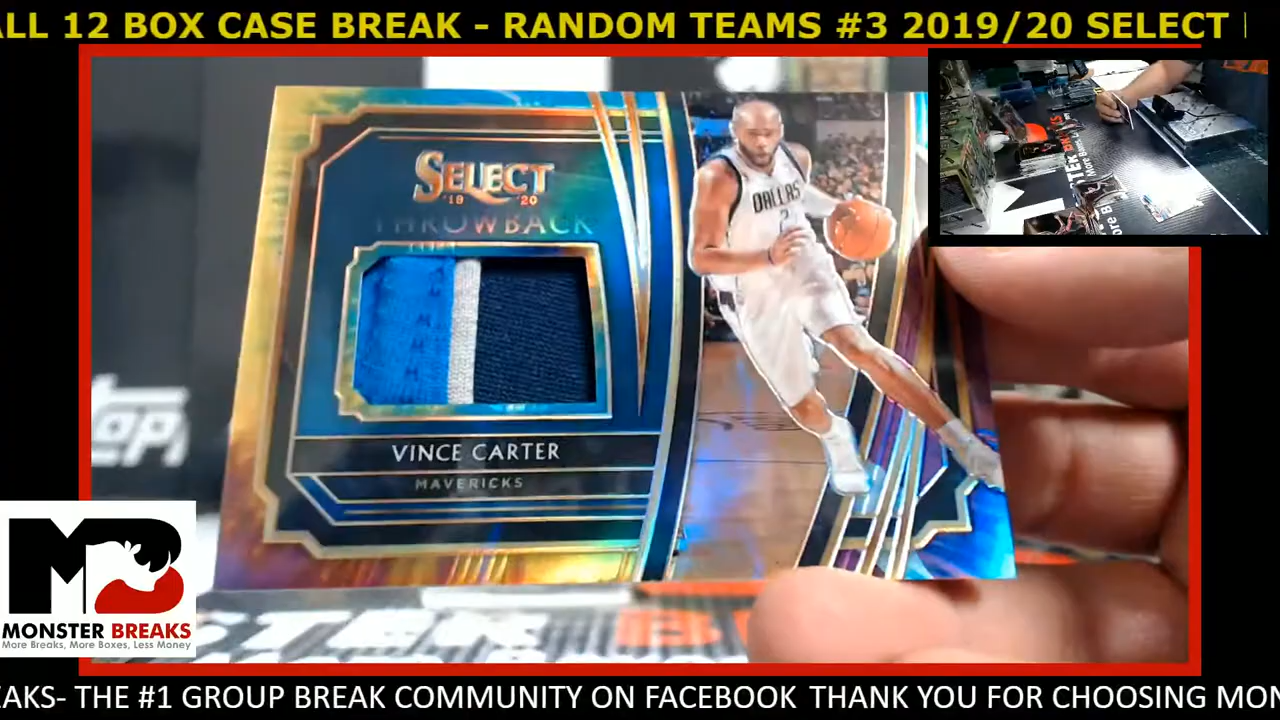 ALL 12 BOX CASE BREAK - RANDOM TEAMS #3 2019/20 SELECT
SELECT
'19 20
THROWBACK
DALLAS
VINCE CARTER
MAVERICKS
MB
MONSTER BREAKS
More Breaks, More Boxes, Less Money
EAKS- THE #1 GROUP BREAK COMMUNITY ON FACEBOOK THANK YOU FOR CHOOSING MON